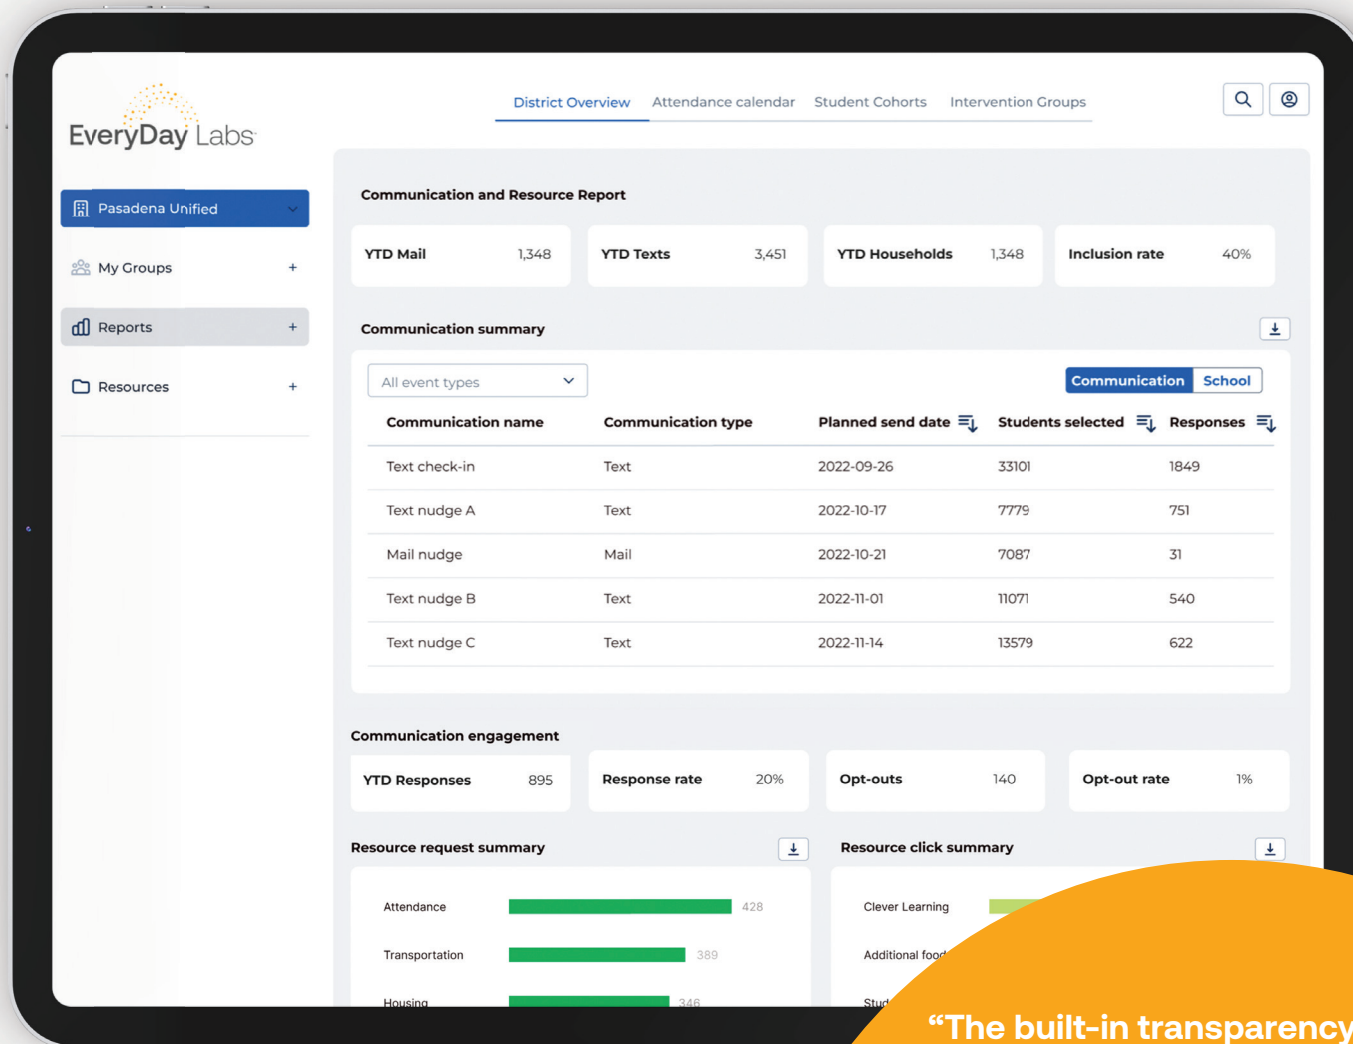 EveryDay Labs
District Overview Attendance calendar Student Cohorts Intervention Groups
Pasadena Unified
My Groups +
Reports +
Resources +
Communication and Resource Report
YTD Mail 1,348 YTD Texts 3,451 YTD Households 1,348 Inclusion rate 40%
Communication summary
All event types Communication School
Communication name Communication type Planned send date Students selected Responses
Text check-in Text 2022-09-26 33101 1849
Text nudge A Text 2022-10-17 7779 751
Mail nudge Mail 2022-10-21 7087 31
Text nudge B Text 2022-11-01 11071 540
Text nudge C Text 2022-11-14 13579 622
Communication engagement
YTD Responses 895 Response rate 20% Opt-outs 140 Opt-out rate 1%
Resource request summary Resource click summary
Attendance 428 Clever Learning
Transportation 389 Additional food
Housing 346
“The built-in transparency